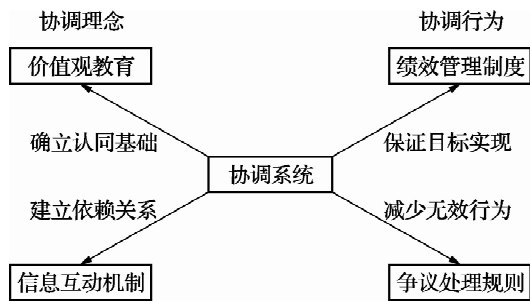 协调理念
协调行为
价值观教育
绩效管理制度
确立认同基础
保证目标实现
协调系统
建立依赖关系
减少无效行为
信息互动机制
争议处理规则